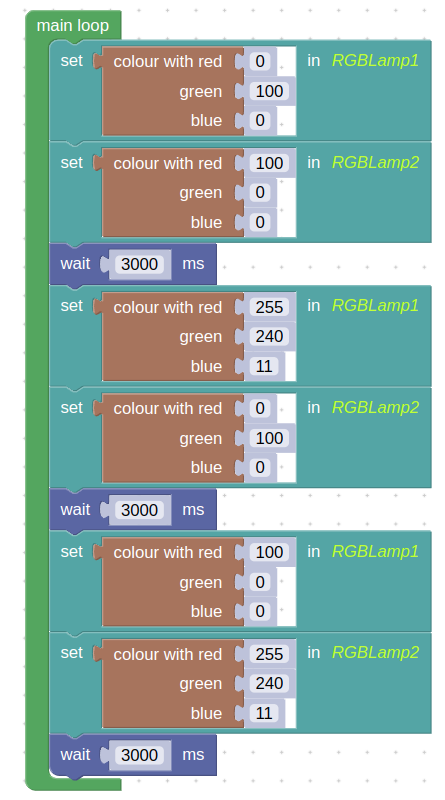 main loop
set colour with red 0 in RGBLamp1
green 100
blue 0
set colour with red 100 in RGBLamp2
green 0
blue 0
wait 3000 ms
set colour with red 255 in RGBLamp1
green 240
blue 11
set colour with red 0 in RGBLamp2
green 100
blue 0
wait 3000 ms
set colour with red 100 in RGBLamp1
green 0
blue 0
set colour with red 255 in RGBLamp2
green 240
blue 11
wait 3000 ms